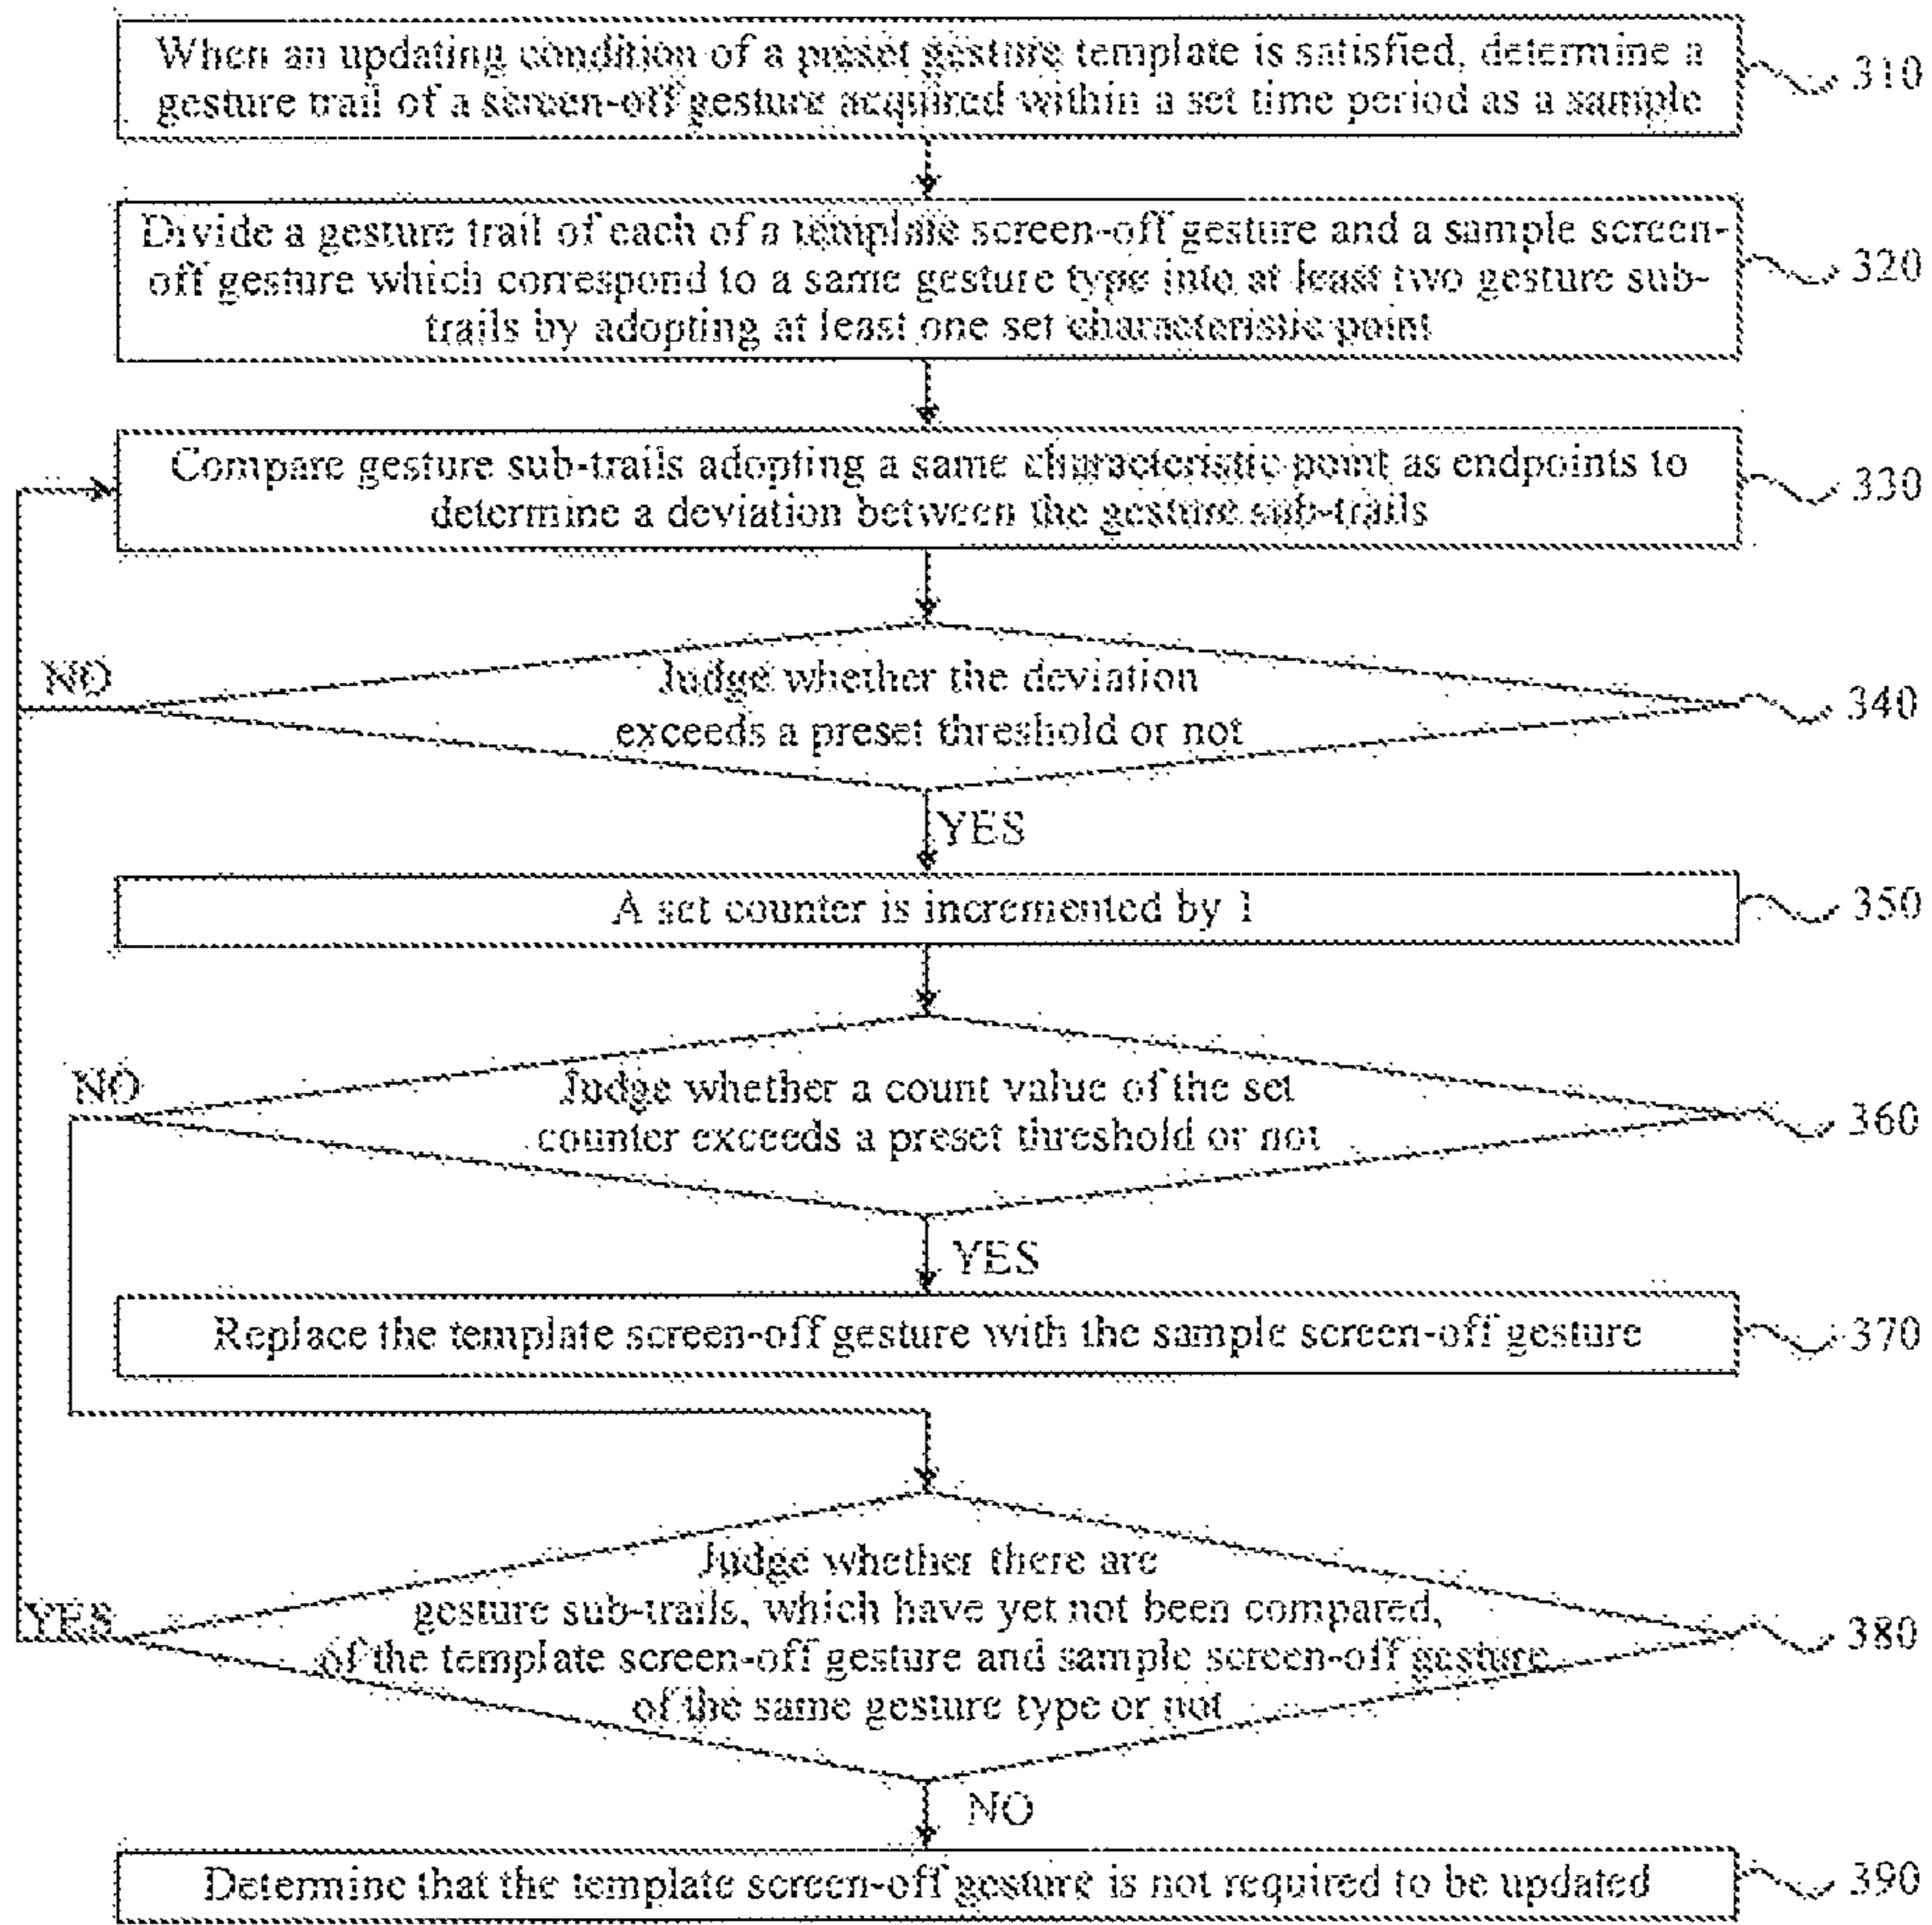 When an updating condition of a preset gesture template is satisfied, determine a
gesture trail of a screen-off gesture acquired within a set time period as a sample
310
Divide a gesture trail of each of a template screen-off gesture and a sample screen-
off gesture which correspond to a same gesture type into at least two gesture sub-
trails by adopting at least one set characteristic point
320
Compare gesture sub-trails adopting a same characteristic point as endpoints to
determine a deviation between the gesture sub-trails
330
NO
Judge whether the deviation
exceeds a preset threshold or not
340
YES
A set counter is incremented by 1
350
NO
Judge whether a count value of the set
counter exceeds a preset threshold or not
360
YES
Replace the template screen-off gesture with the sample screen-off gesture
370
Judge whether there are
gesture sub-trails, which have yet not been compared,
of the template screen-off gesture and sample screen-off gesture
of the same gesture type or not
YES
380
NO
Determine that the template screen-off gesture is not required to be updated
390